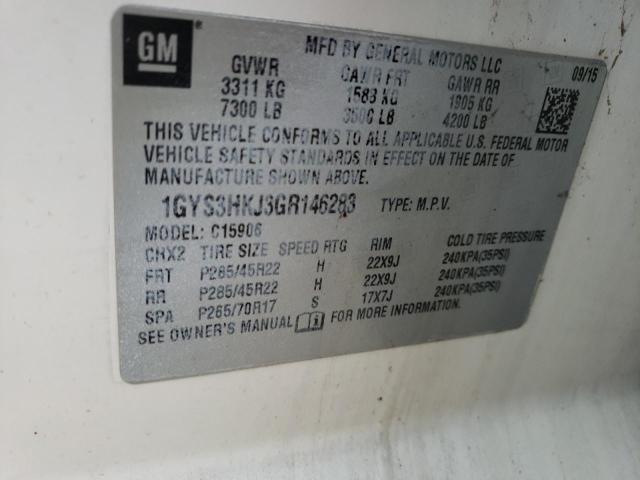 GM
MFD BY GENERAL MOTORS LLC
09/15
GVWR GAWR FRT GAWR RR
3311 KG 1588 KG 1905 KG
7300 LB 3500 LB 4200 LB
THIS VEHICLE CONFORMS TO ALL APPLICABLE U.S. FEDERAL MOTOR
VEHICLE SAFETY STANDARDS IN EFFECT ON THE DATE OF
MANUFACTURE SHOWN ABOVE.
1GYS3HKJ3GR146283 TYPE: M.P.V.
MODEL: C15906
CHX2 TIRE SIZE SPEED RTG RIM COLD TIRE PRESSURE
FRT P285/45R22 H 22X9J 240KPA(35PSI)
RR P285/45R22 H 22X9J 240KPA(35PSI)
SPA P265/70R17 S 17X7J 240KPA(35PSI)
SEE OWNER'S MANUAL FOR MORE INFORMATION.